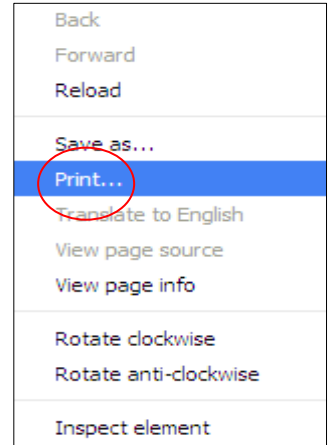 Back
Forward
Reload
Save as...
Print...
Translate to English
View page source
View page info
Rotate clockwise
Rotate anti-clockwise
Inspect element